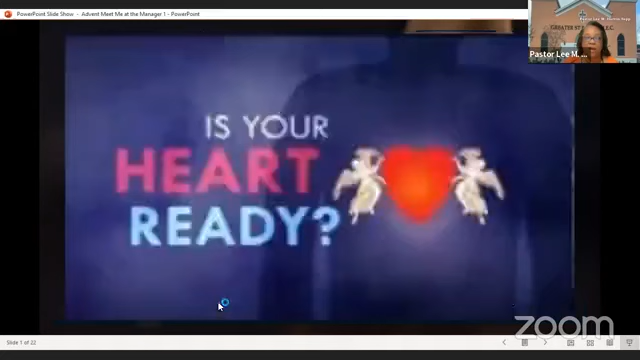 PowerPoint Slide Show - Advent Meet Me at the Manager 1 - PowerPoint
Pastor Lee M.
IS YOUR
HEART
READY?
Slide 1 of 22
zoom